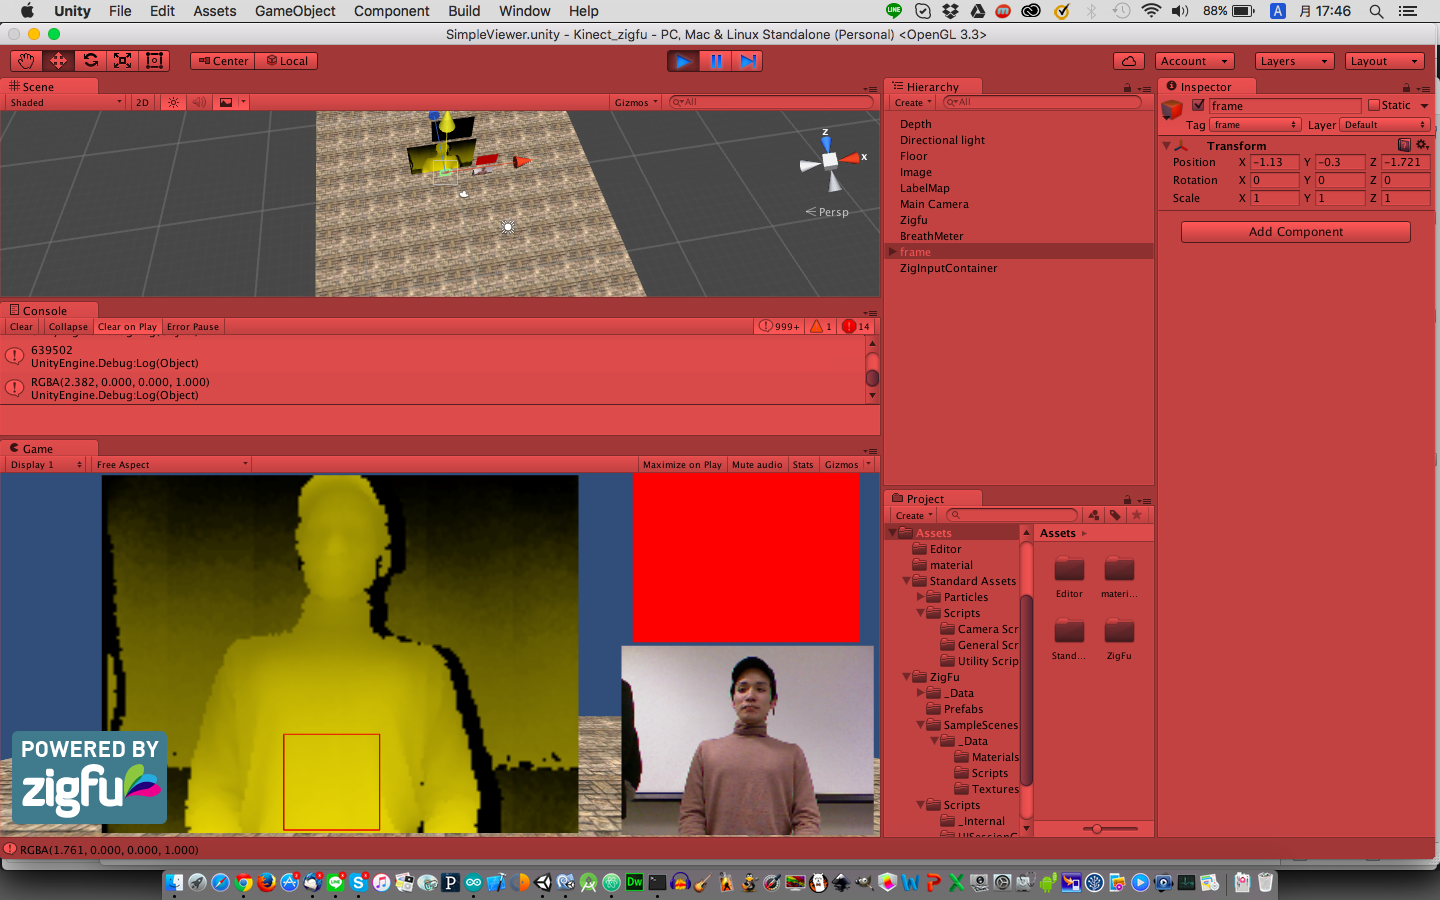 Unity File Edit Assets GameObject Component Build Window Help 88% A 月 17:46
SimpleViewer.unity - Kinect_zigfu - PC, Mac & Linux Standalone (Personal) <OpenGL 3.3>
Center Local Account Layers Layout
Scene
Shaded 2D Gizmos All
z
x
Persp
Console
Clear Collapse Clear on Play Error Pause 999+ 1 14
639502
UnityEngine.Debug:Log(Object)
RGBA(2.382, 0.000, 0.000, 1.000)
UnityEngine.Debug:Log(Object)
Game
Display 1 Free Aspect Maximize on Play Mute audio Stats Gizmos
POWERED BY
zigfu
RGBA(1.761, 0.000, 0.000, 1.000)
Hierarchy
Create All
Depth
Directional light
Floor
Image
LabelMap
Main Camera
Zigfu
BreathMeter
frame
ZigInputContainer
Project
Create
Assets
Editor
material
Standard Assets
Particles
Scripts
Camera Scr
General Scr
Utility Scrip
ZigFu
_Data
Prefabs
SampleScenes
_Data
Materials
Scripts
Textures
Scripts
_Internal
Assets
Editor materi...
Stand... ZigFu
Inspector
frame Static
Tag frame Layer Default
Transform
Position X -1.13 Y -0.3 Z -1.721
Rotation X 0 Y 0 Z 0
Scale X 1 Y 1 Z 1
Add Component